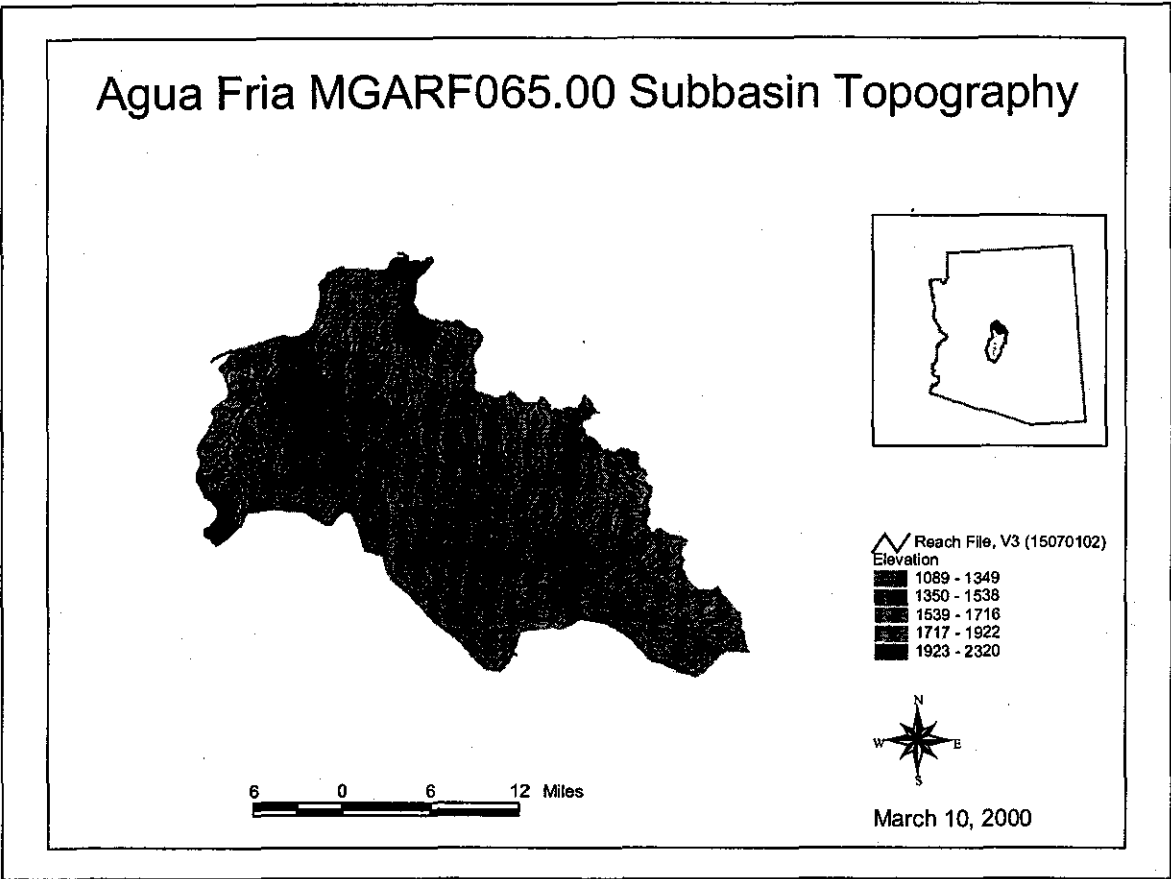 Agua Fria MGARF065.00 Subbasin Topography
Reach File, V3 (15070102)
Elevation
1089 - 1349
1350 - 1538
1539 - 1716
1717 - 1922
1923 - 2320
N
W E
S
6 0 6 12 Miles
March 10, 2000